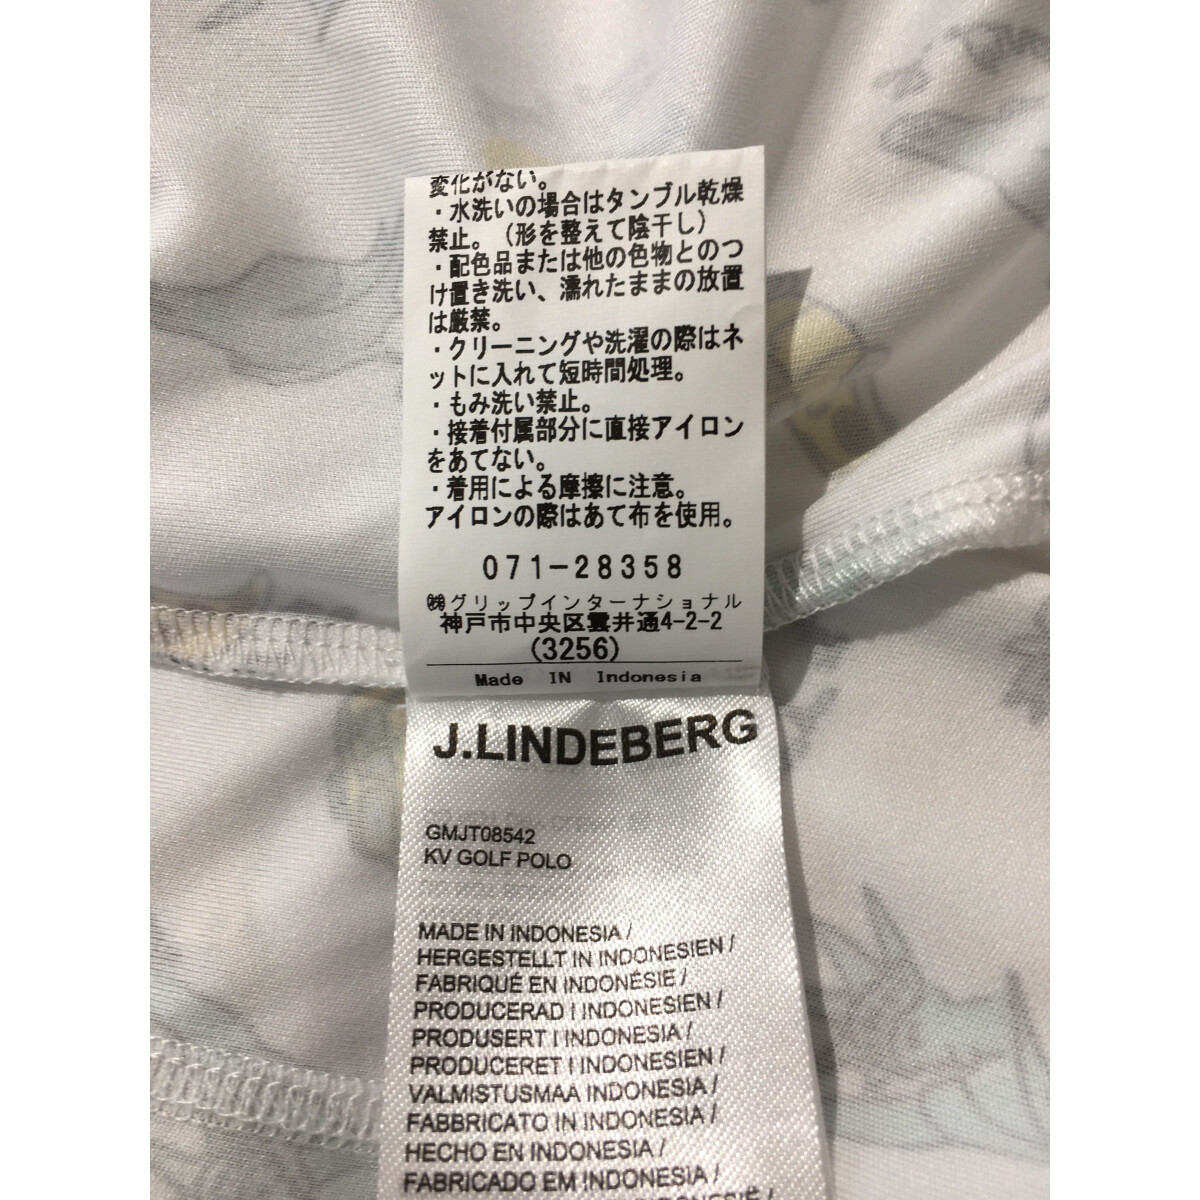 変化がない。
・水洗いの場合はタンブル乾燥
禁止。（形を整えて陰干し）
・配色品または他の色物とのつ
け置き洗い、濡れたままの放置
は厳禁。
・クリーニングや洗濯の際はネ
ットに入れて短時間処理。
・もみ洗い禁止。
・接着付属部分に直接アイロン
をあてない。
・着用による摩擦に注意。
アイロンの際はあて布を使用。
071-28358
㈱グリップインターナショナル
神戸市中央区雲井通4-2-2
(3256)
Made IN Indonesia
J.LINDEBERG
GMJT08542
KV GOLF POLO
MADE IN INDONESIA /
HERGESTELLT IN INDONESIEN /
FABRIQUÉ EN INDONÉSIE /
PRODUCERAD I INDONESIEN /
PRODUSERT I INDONESIA /
PRODUCERET I INDONESIEN /
VALMISTUSMAA INDONESIA /
FABBRICATO IN INDONESIA /
HECHO EN INDONESIA /
FABRICADO EM INDONESIA /